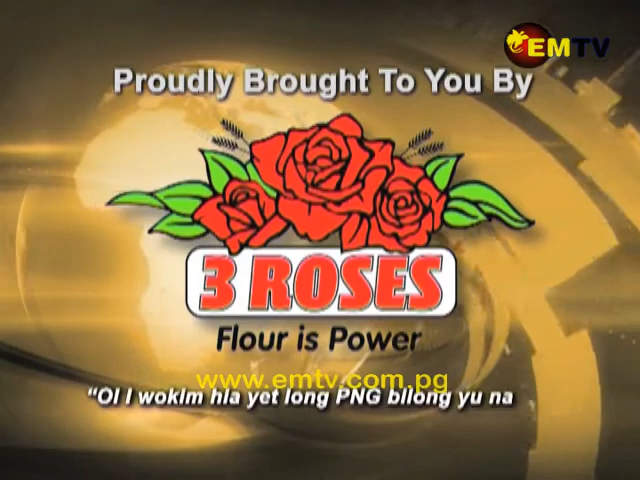 EMTV
Proudly Brought To You By
3 ROSES
Flour is Power
www.emtv.com.pg
“Ol I wokim hia yet long PNG bilong yu na